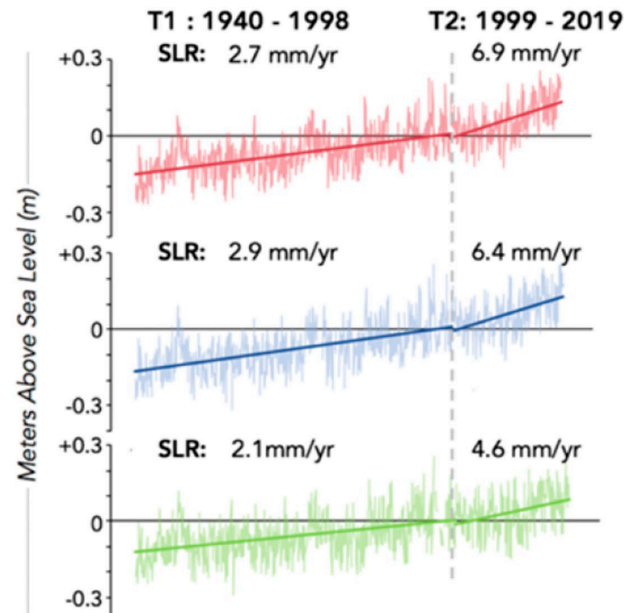 T1 : 1940 - 1998 T2: 1999 - 2019
SLR: 2.7 mm/yr 6.9 mm/yr
+0.3
0
-0.3
SLR: 2.9 mm/yr 6.4 mm/yr
+0.3
0
-0.3
SLR: 2.1mm/yr 4.6 mm/yr
+0.3
0
-0.3
Meters Above Sea Level (m)